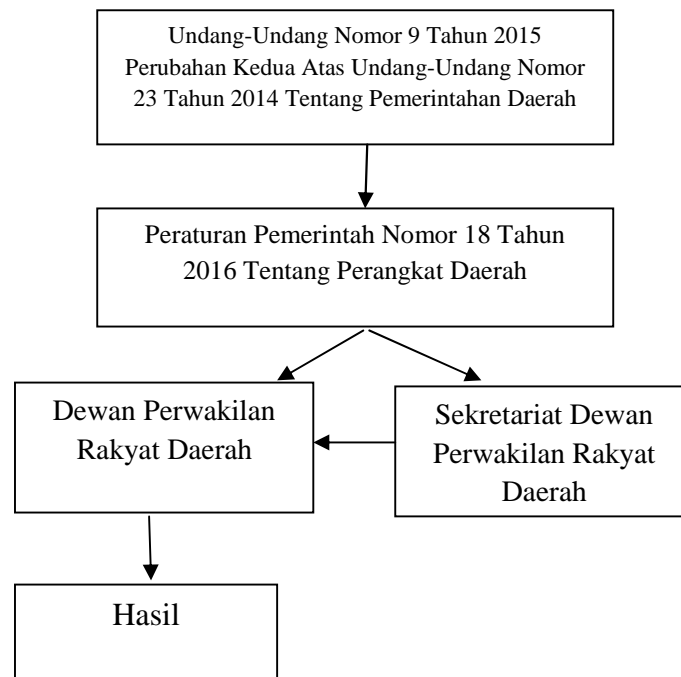 Undang-Undang Nomor 9 Tahun 2015
Perubahan Kedua Atas Undang-Undang Nomor
23 Tahun 2014 Tentang Pemerintahan Daerah
Peraturan Pemerintah Nomor 18 Tahun
2016 Tentang Perangkat Daerah
Dewan Perwakilan
Rakyat Daerah
Sekretariat Dewan
Perwakilan Rakyat
Daerah
Hasil